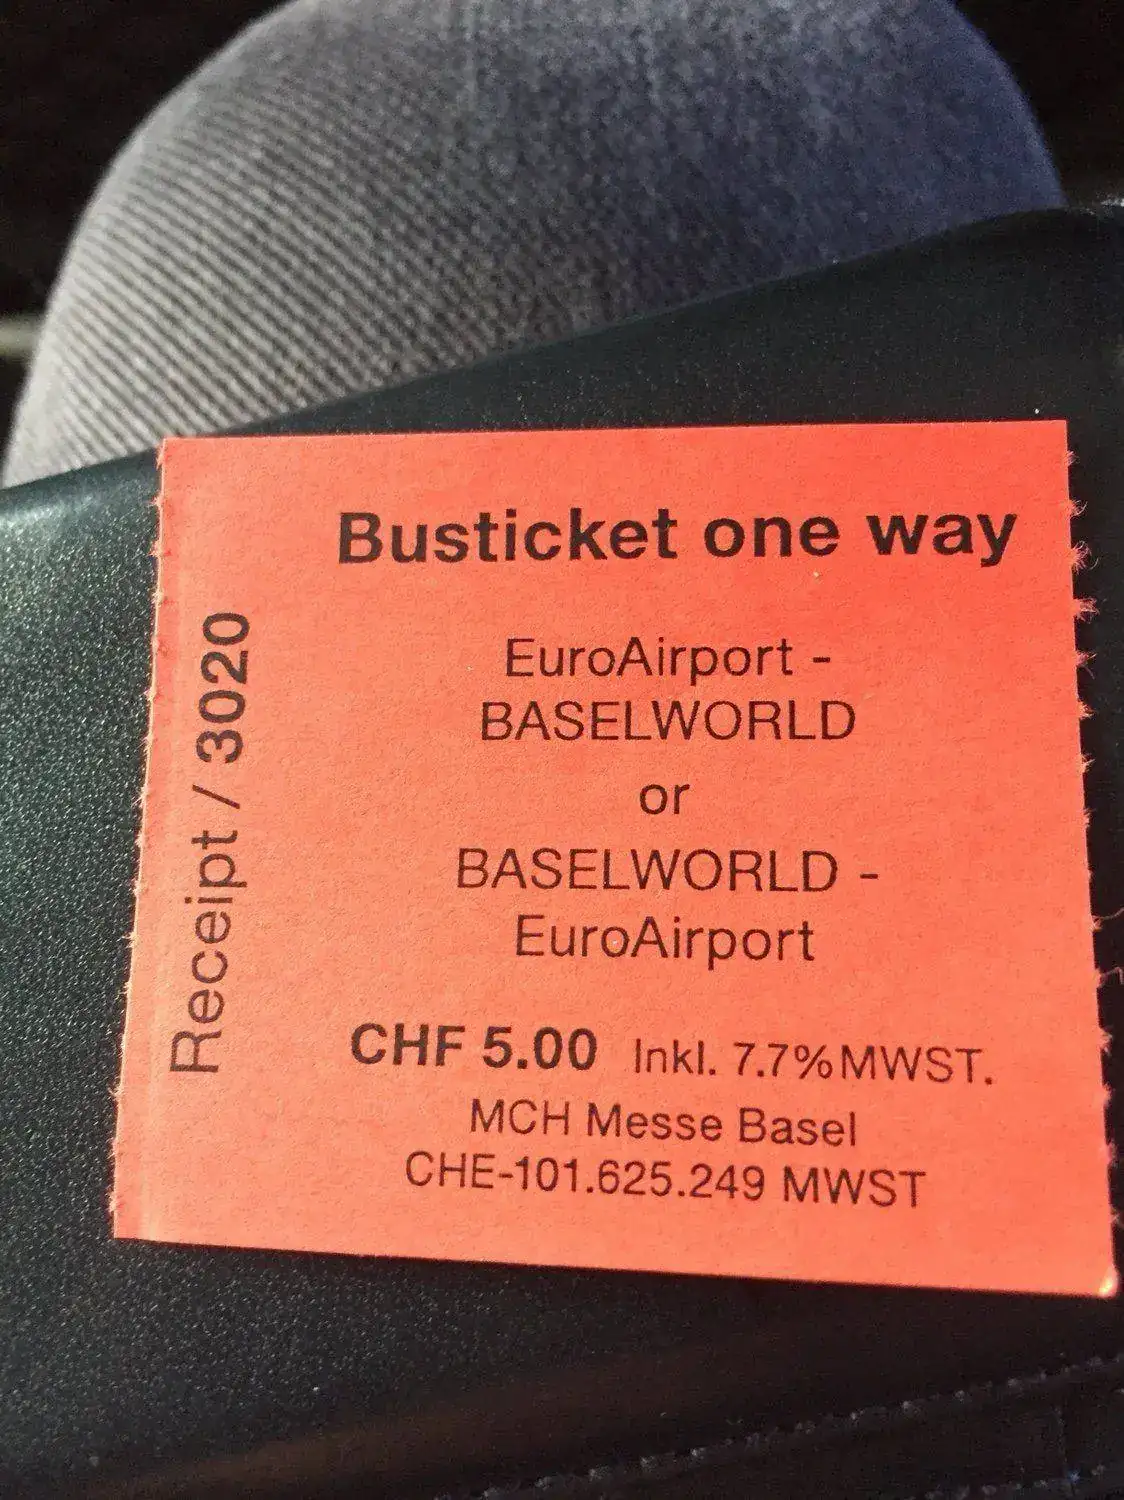 Busticket one way
EuroAirport -
BASELWORLD
or
BASELWORLD -
EuroAirport
CHF 5.00 Inkl. 7.7% MWST.
MCH Messe Basel
CHE-101.625.249 MWST
Receipt / 3020